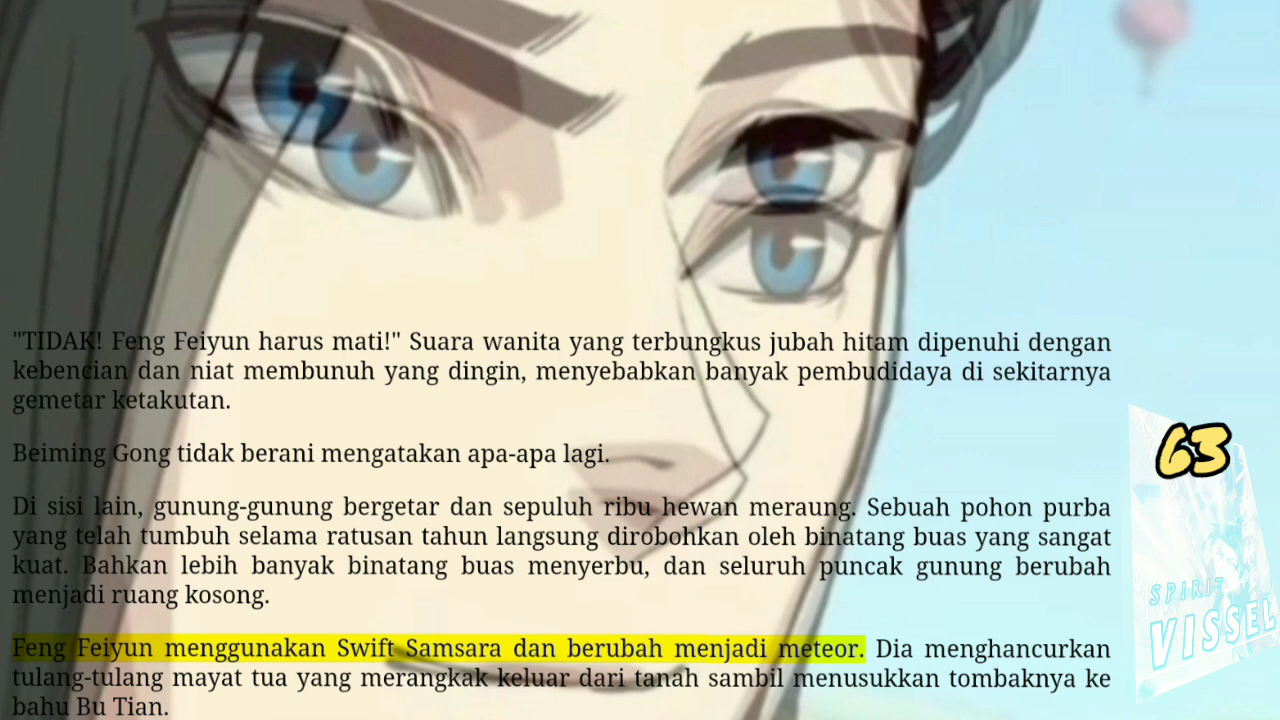 "TIDAK! Feng Feiyun harus mati!" Suara wanita yang terbungkus jubah hitam dipenuhi dengan
kebencian dan niat membunuh yang dingin, menyebabkan banyak pembudidaya di sekitarnya
gemetar ketakutan.
Beiming Gong tidak berani mengatakan apa-apa lagi.
Di sisi lain, gunung-gunung bergetar dan sepuluh ribu hewan meraung. Sebuah pohon purba
yang telah tumbuh selama ratusan tahun langsung dirobohkan oleh binatang buas yang sangat
kuat. Bahkan lebih banyak binatang buas menyerbu, dan seluruh puncak gunung berubah
menjadi ruang kosong.
Feng Feiyun menggunakan Swift Samsara dan berubah menjadi meteor. Dia menghancurkan
tulang-tulang mayat tua yang merangkak keluar dari tanah sambil menusukkan tombaknya ke
bahu Bu Tian.
63
SPIRIT
VISSEL